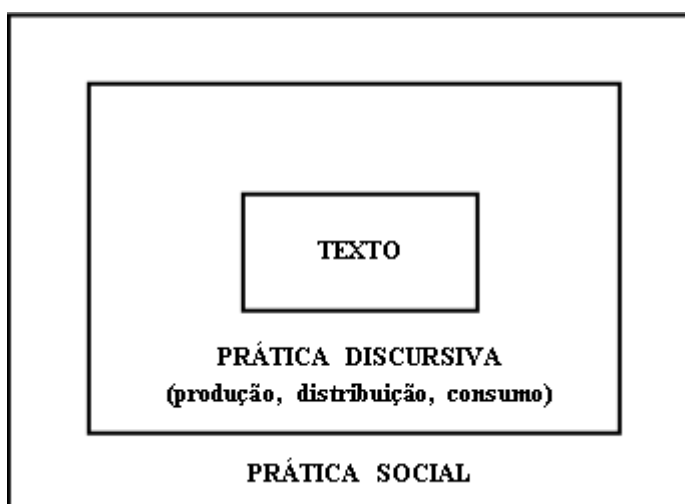 TEXTO
PRÁTICA DISCURSIVA
(produção, distribuição, consumo)
PRÁTICA SOCIAL